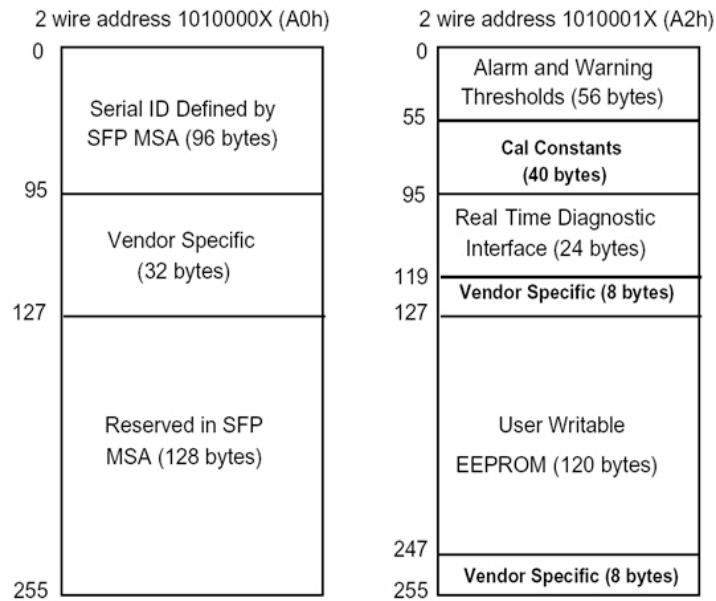 2 wire address 1010000X (A0h)
0
Serial ID Defined by
SFP MSA (96 bytes)
95
Vendor Specific
(32 bytes)
127
Reserved in SFP
MSA (128 bytes)
255
2 wire address 1010001X (A2h)
0
Alarm and Warning
Thresholds (56 bytes)
55
Cal Constants
(40 bytes)
95
Real Time Diagnostic
Interface (24 bytes)
119
Vendor Specific (8 bytes)
127
User Writable
EEPROM (120 bytes)
247
Vendor Specific (8 bytes)
255